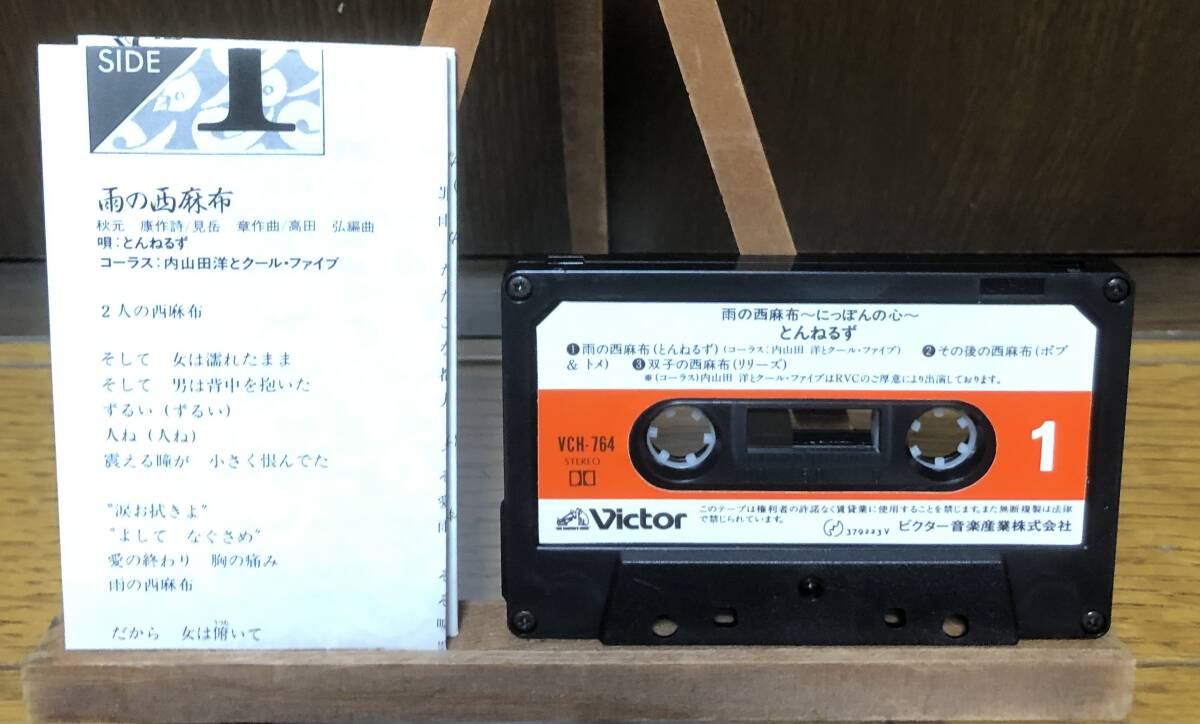 SIDE
1
雨の西麻布
秋元 康作詩/見岳 章作曲/高田 弘編曲
唄:とんねるず
コーラス:内山田洋とクール・ファイブ
2人の西麻布
そして 女は濡れたまま
そして 男は背中を抱いた
ずるい(ずるい)
人ね(人ね)
震える瞳が 小さく恨んでた
"涙お拭きよ"
"よして なぐさめ"
愛の終わり 胸の痛み
雨の西麻布
だから 女は俯いて
雨の西麻布〜にっぽんの心〜
とんねるず
❶雨の西麻布(とんねるず)(コーラス:内山田 洋とクール・ファイブ) ❷その後の西麻布(ボブ
& トメ) ❸双子の西麻布(リリーズ)
※(コーラス)内山田 洋とクール・ファイブはRVCのご厚意により出演しております。
VCH-764
STEREO
1
Victor
このテープは権利者の許諾なく賃貸業に使用することを禁じます。また無断複製は法律
で禁じられています。
379223V ビクター音楽産業株式会社